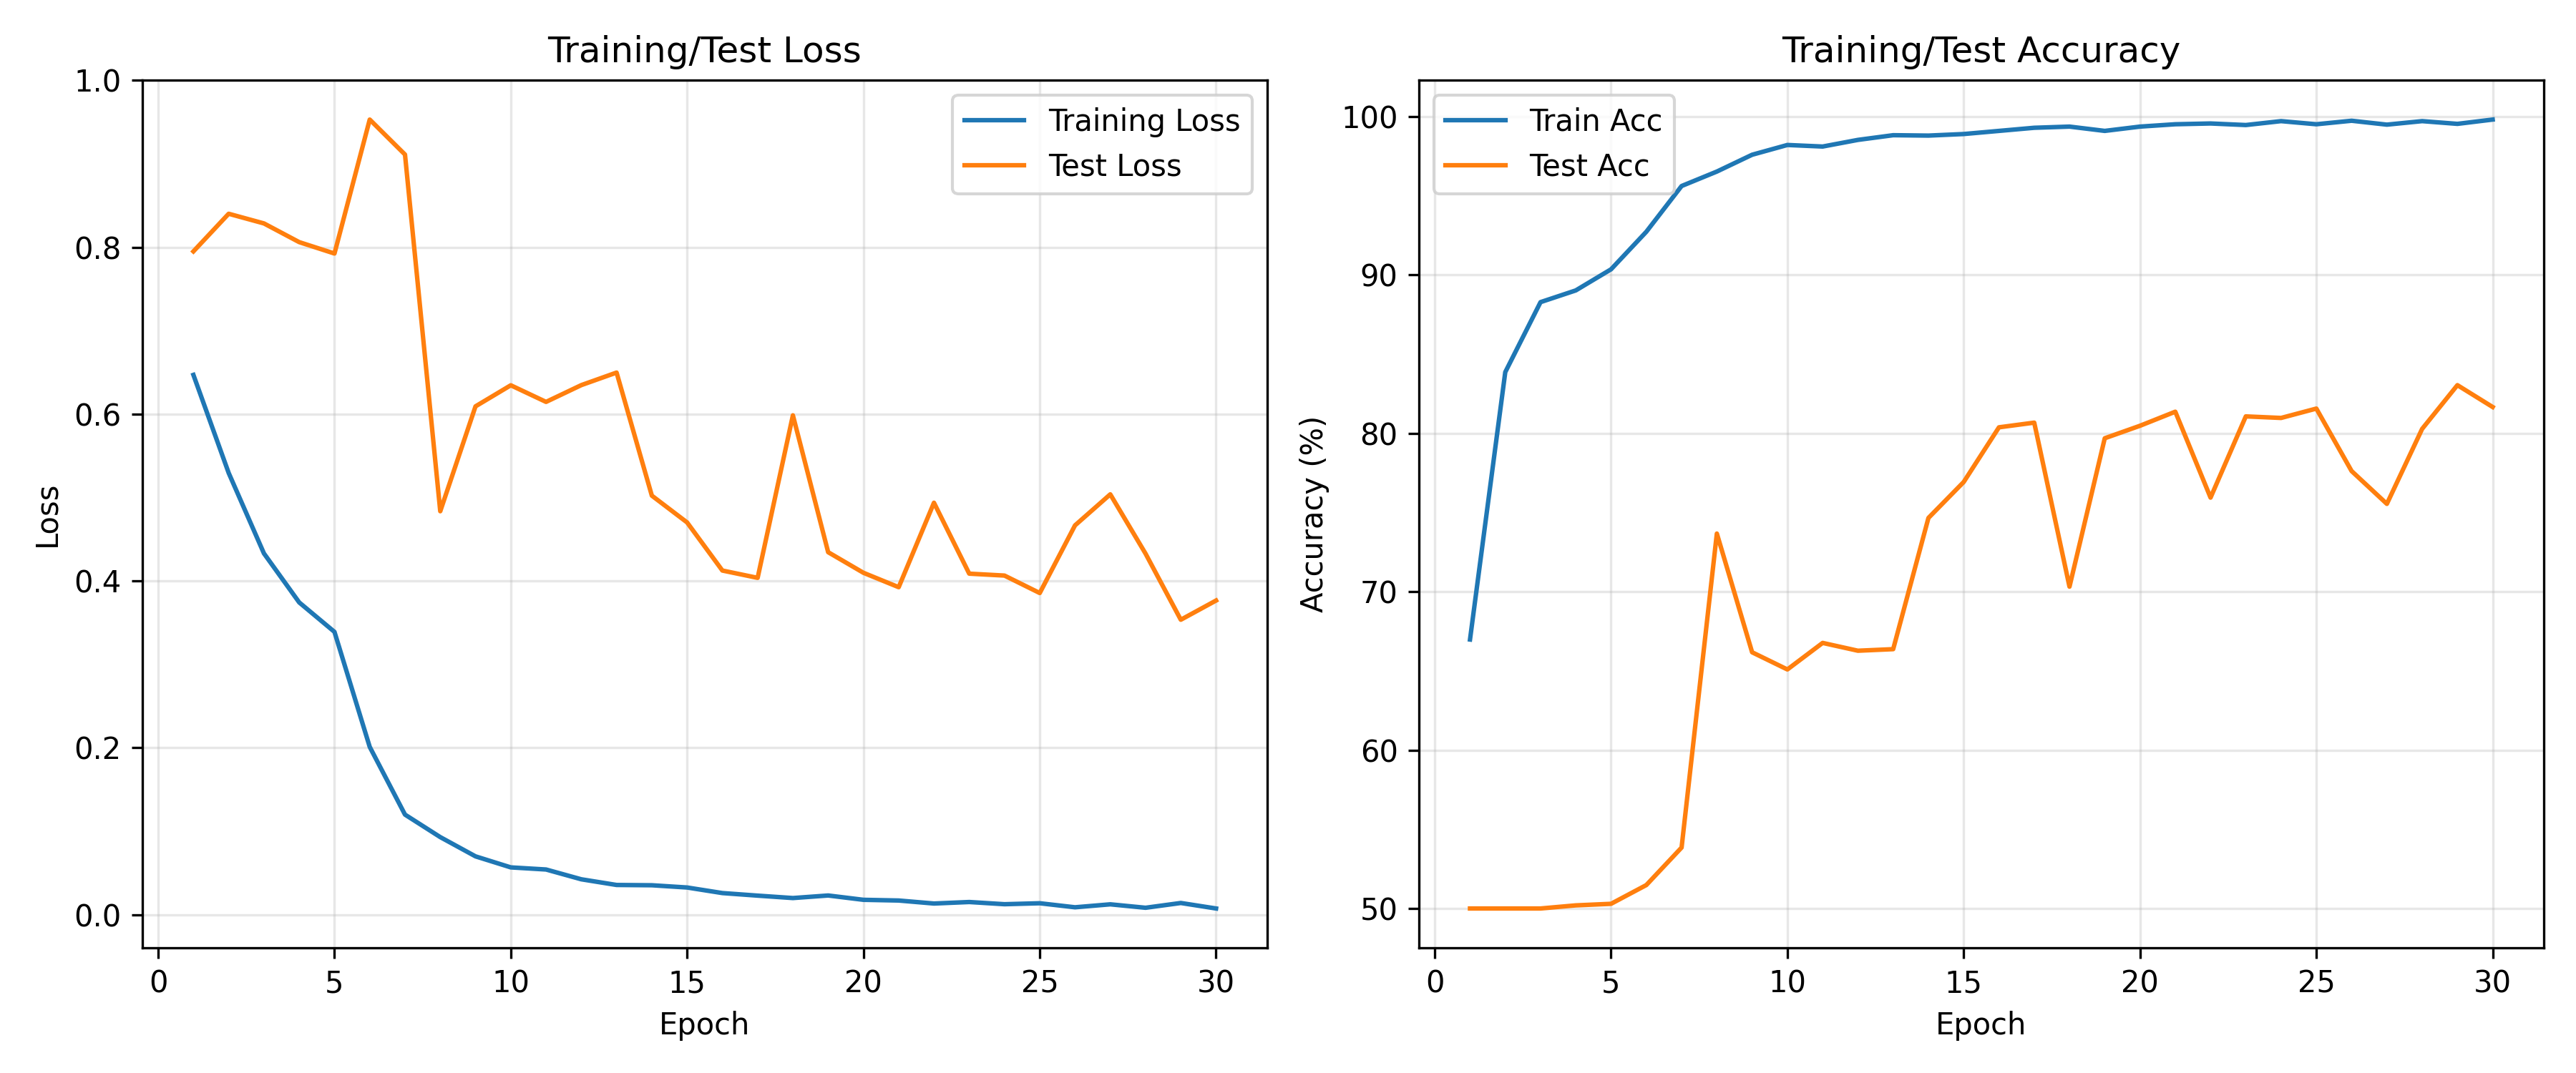 Training/Test Loss
Training Loss
Test Loss
Loss
1.0
0.8
0.6
0.4
0.2
0.0
0 5 10 15 20 25 30
Epoch
Training/Test Accuracy
Train Acc
Test Acc
Accuracy (%)
100
90
80
70
60
50
0 5 10 15 20 25 30
Epoch